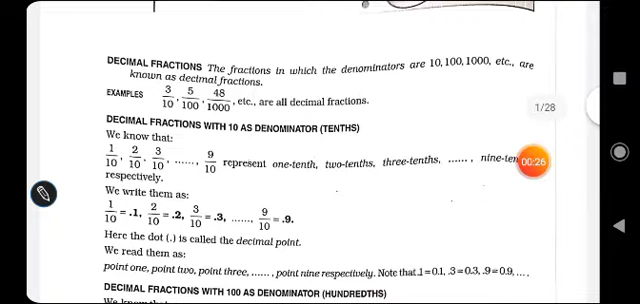 DECIMAL FRACTIONS The fractions in which the denominators are 10, 100, 1000, etc., are
known as decimal fractions.
EXAMPLES 3/10, 5/100, 48/1000, etc., are all decimal fractions.
1/28
DECIMAL FRACTIONS WITH 10 AS DENOMINATOR (TENTHS)
We know that:
1/10, 2/10, 3/10, ......, 9/10 represent one-tenth, two-tenths, three-tenths, ......, nine-ten
00:26
respectively.
We write them as:
1/10 = .1, 2/10 = .2, 3/10 = .3, ......, 9/10 = .9.
Here the dot (.) is called the decimal point.
We read them as:
point one, point two, point three, ......, point nine respectively. Note that .1 = 0.1, .3 = 0.3, .9 = 0.9, ....
DECIMAL FRACTIONS WITH 100 AS DENOMINATOR (HUNDREDTHS)
We know that